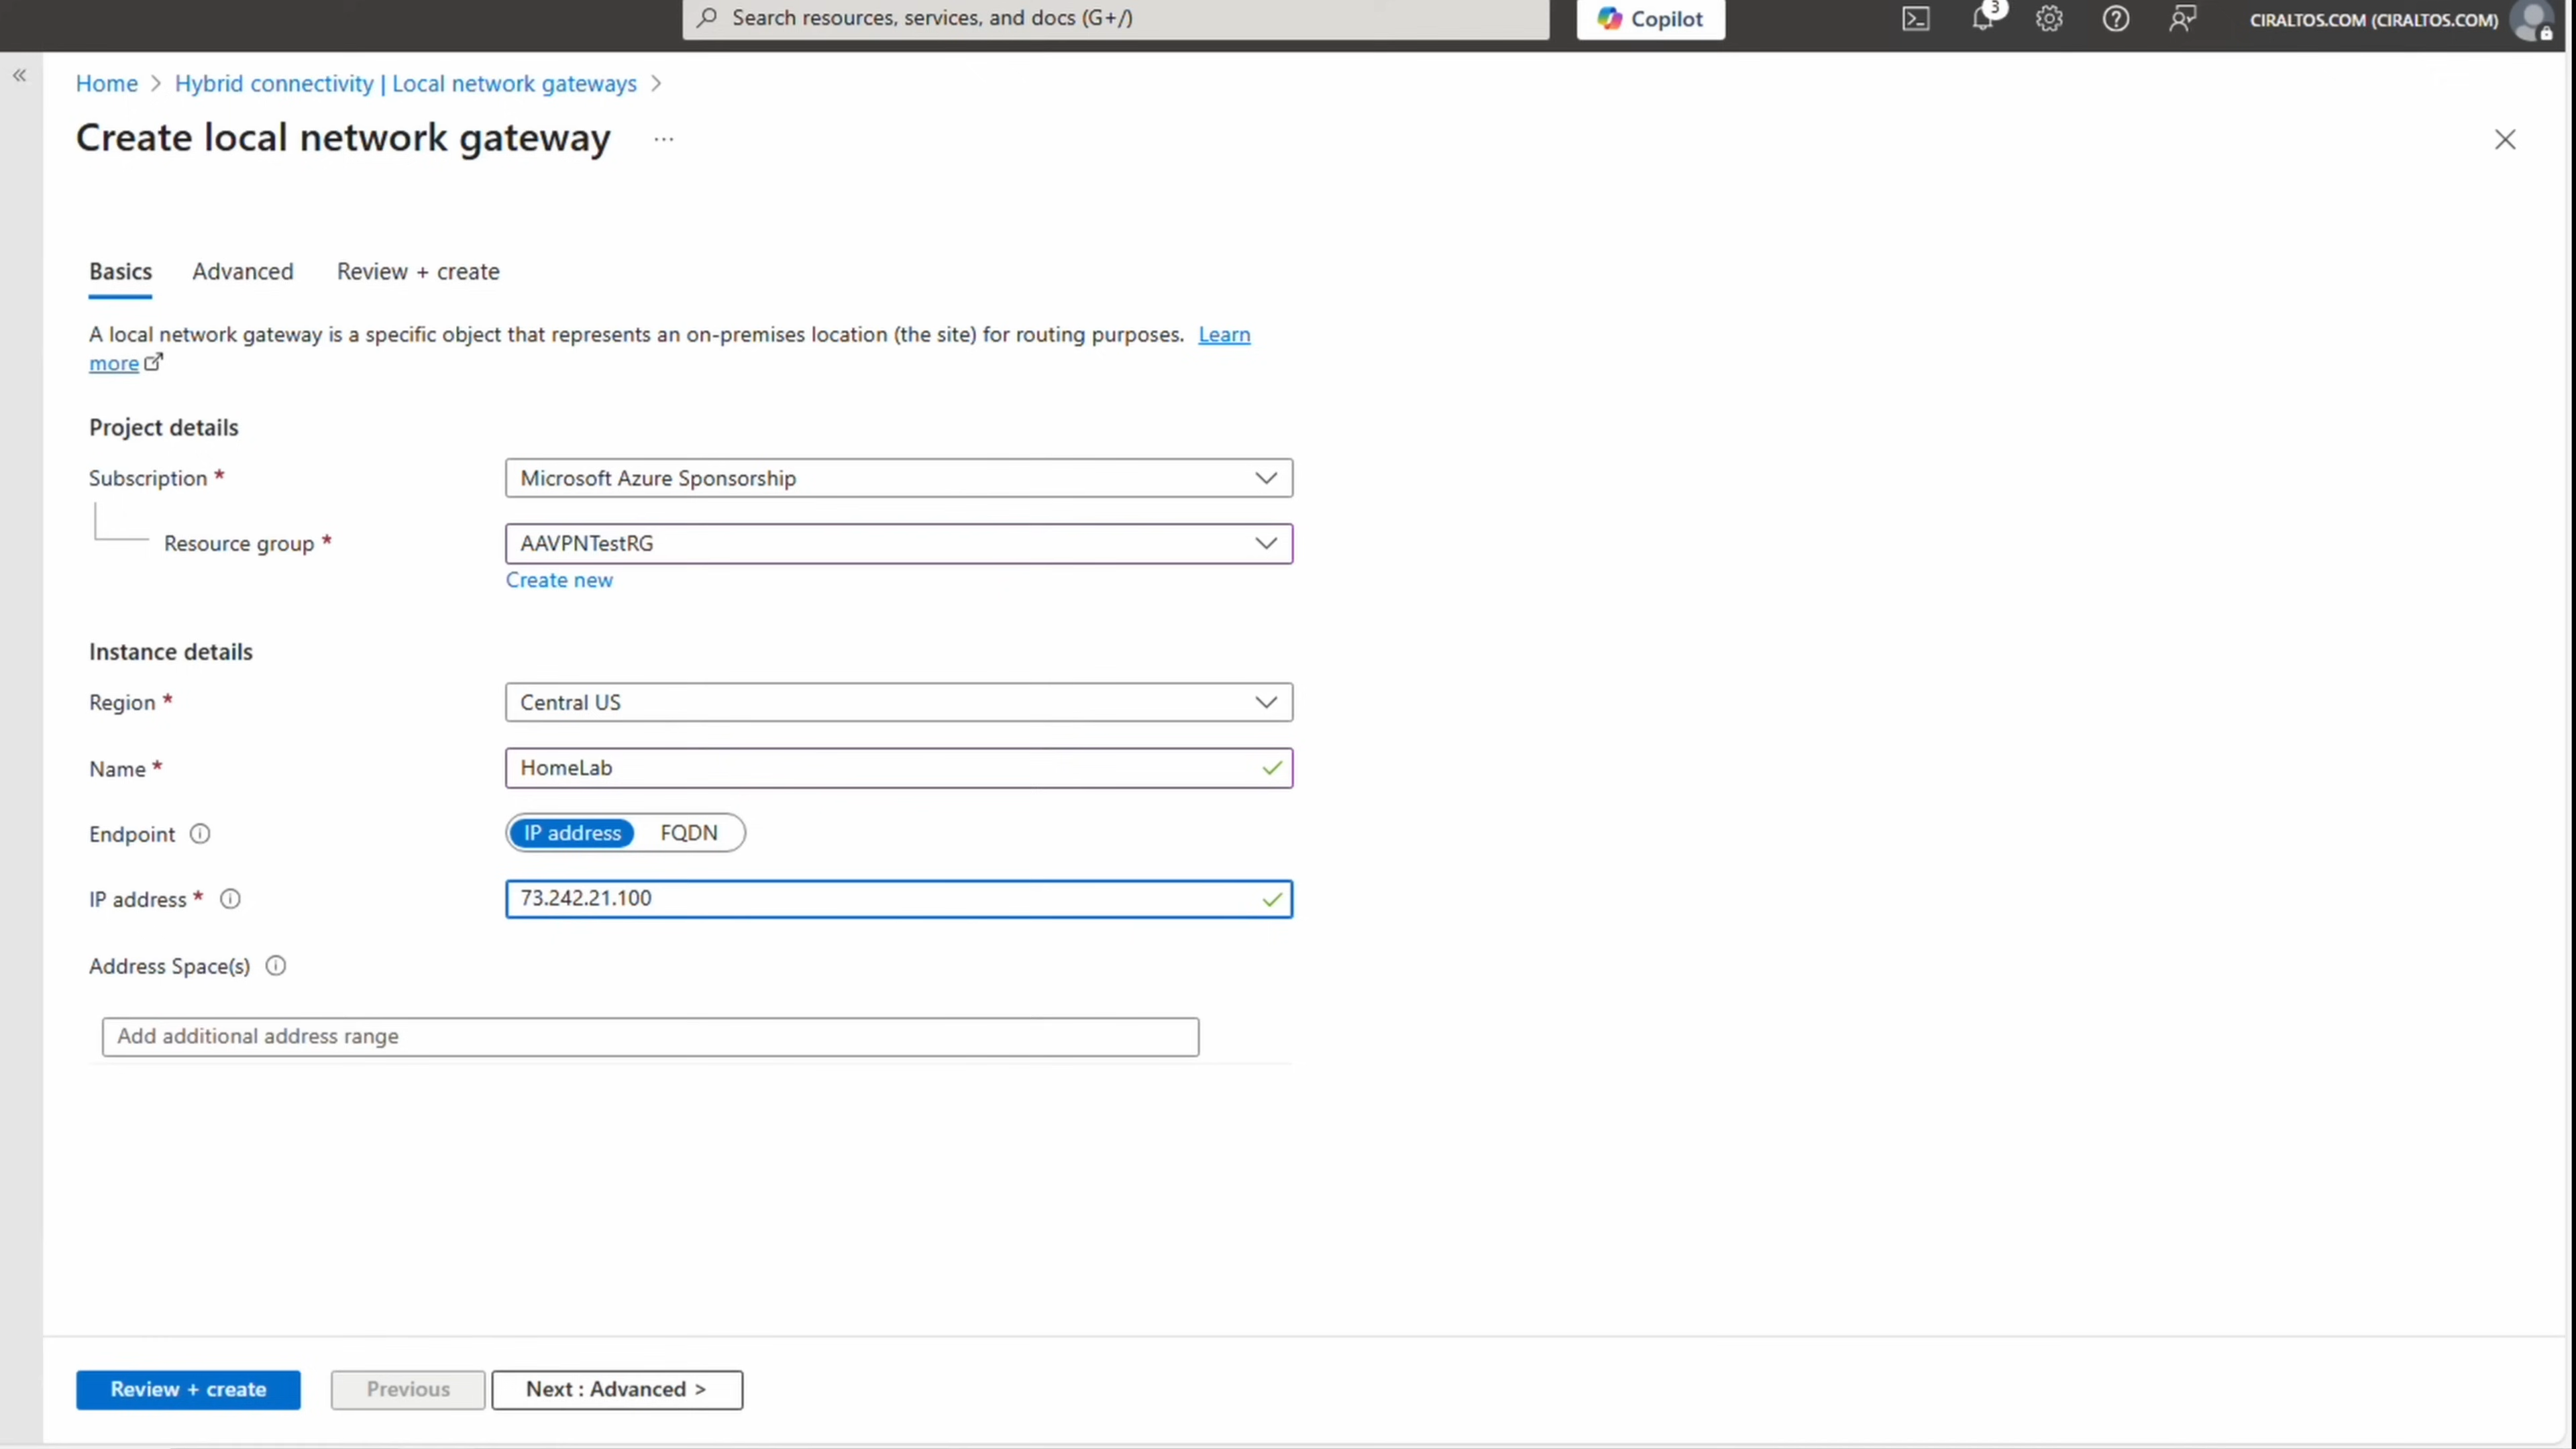 Search resources, services, and docs (G+/)
Copilot
3
CIRALTOS.COM (CIRALTOS.COM)
Home > Hybrid connectivity | Local network gateways >
Create local network gateway ...
Basics
Advanced
Review + create
A local network gateway is a specific object that represents an on-premises location (the site) for routing purposes. Learn
more
Project details
Subscription *
Microsoft Azure Sponsorship
Resource group *
AAVPNTestRG
Create new
Instance details
Region *
Central US
Name *
HomeLab
Endpoint
IP address
FQDN
IP address *
73.242.21.100
Address Space(s)
Add additional address range
Review + create
Previous
Next : Advanced >